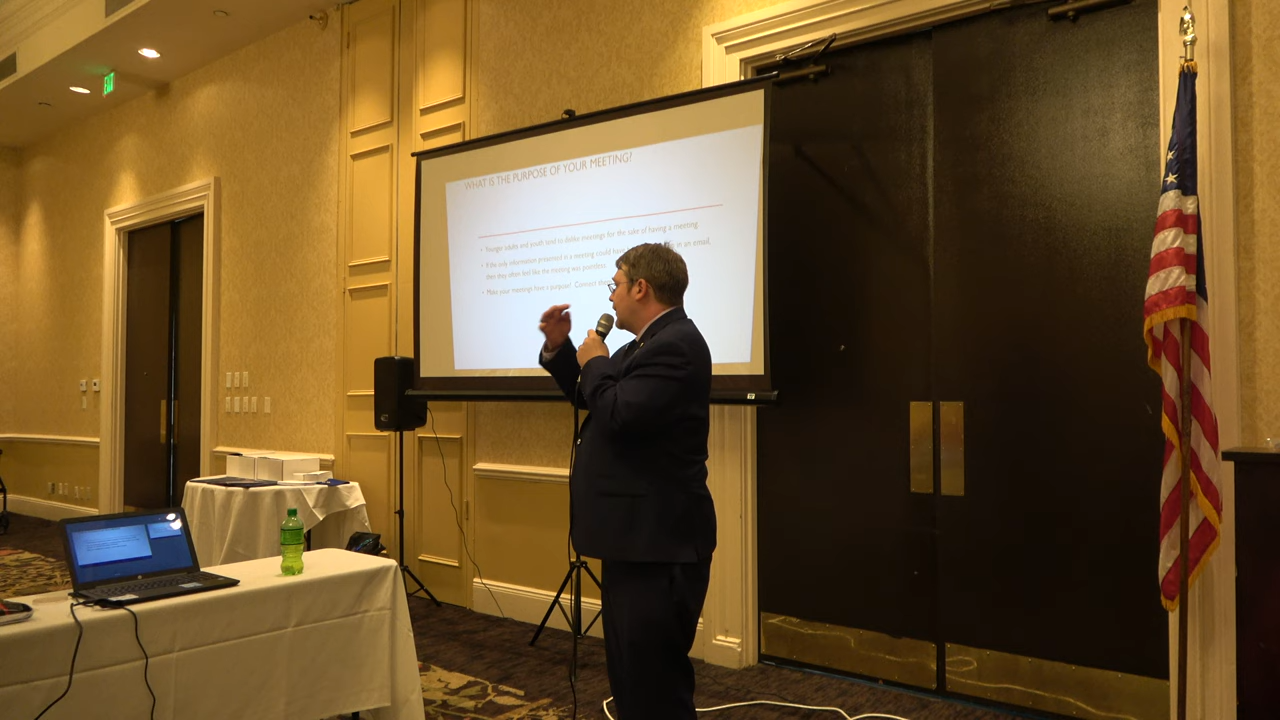 EXIT
WHAT IS THE PURPOSE OF YOUR MEETING?
• Younger adults and youth tend to dislike meetings for the sake of having a meeting
• If the only information presented in a meeting could have in an email,
then they often feel like the meeting was pointless
• Make your meetings have a purpose! Connect